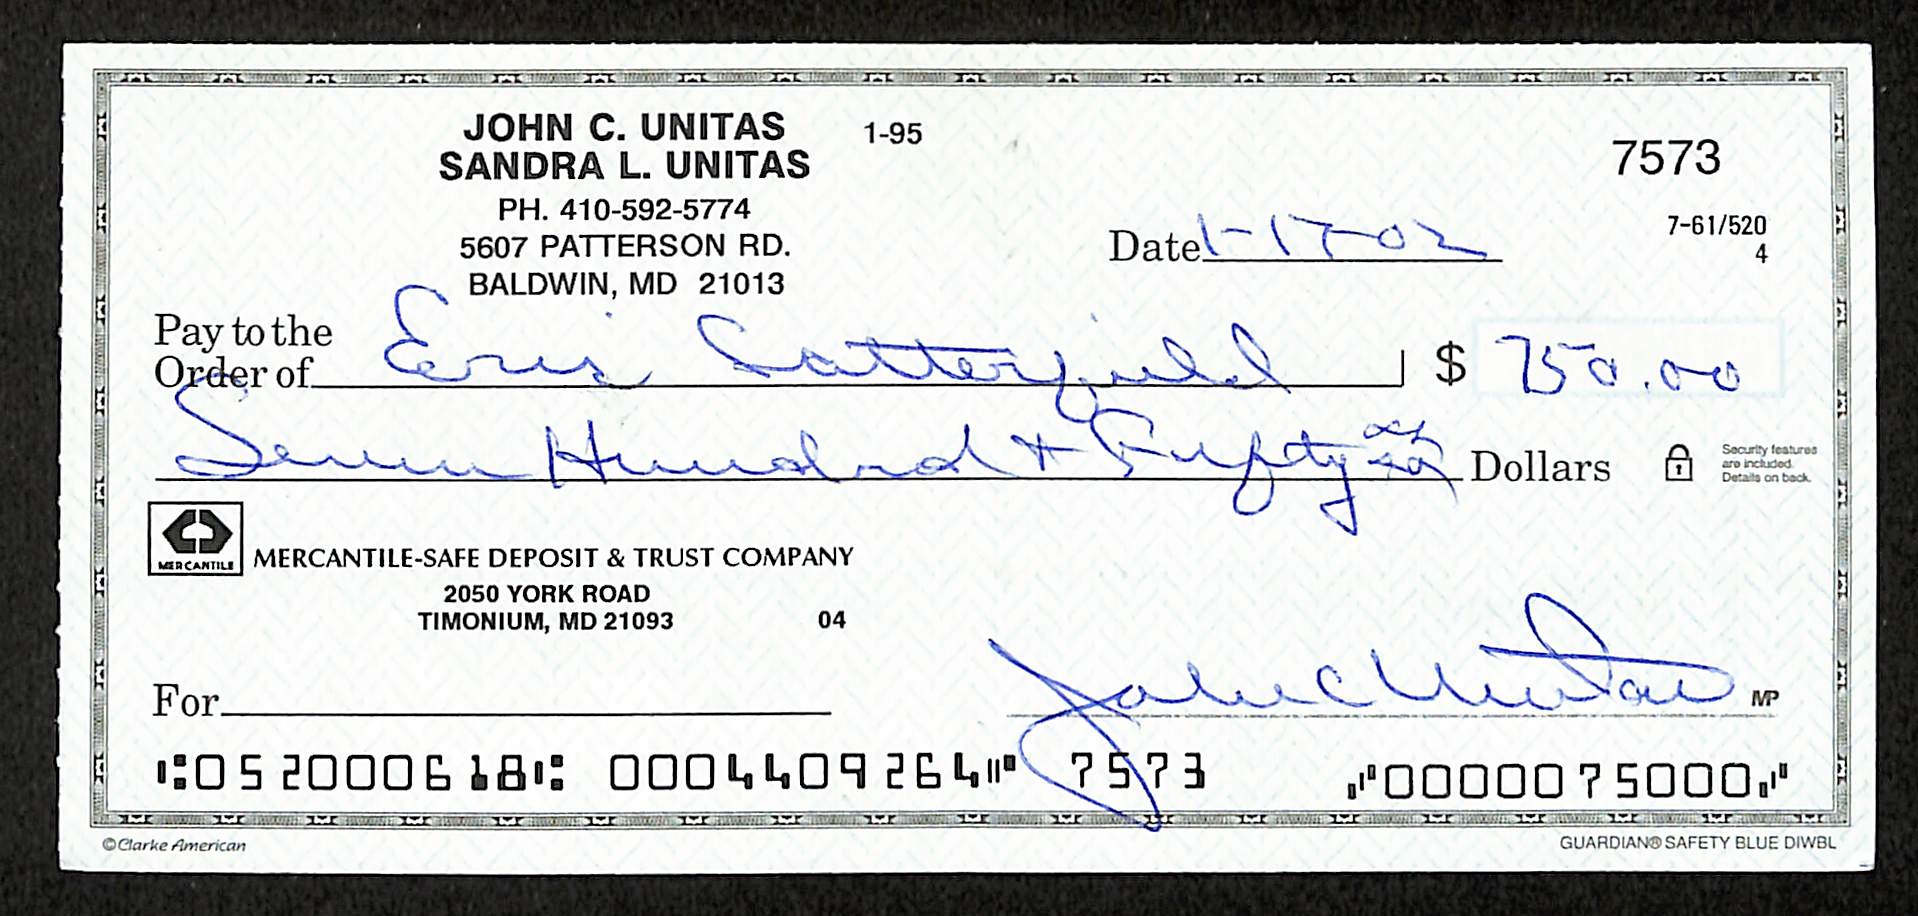 JOHN C. UNITAS 1-95
SANDRA L. UNITAS
7573
PH. 410-592-5774
5607 PATTERSON RD.
BALDWIN, MD 21013
7-61/520
4
Date 1-17-02
Pay to the
Order of Eric Satterfield $ 750.00
Seven Hundred + Fifty Dollars
Security features
are included.
Details on back.
MERCANTILE
MERCANTILE-SAFE DEPOSIT & TRUST COMPANY
2050 YORK ROAD
TIMONIUM, MD 21093 04
For
John C Unitas MP
⑆052000618⑆ 0004409264⑈ 7573 ⑇0000075000⑇
©Clarke American
GUARDIAN® SAFETY BLUE DIWBL